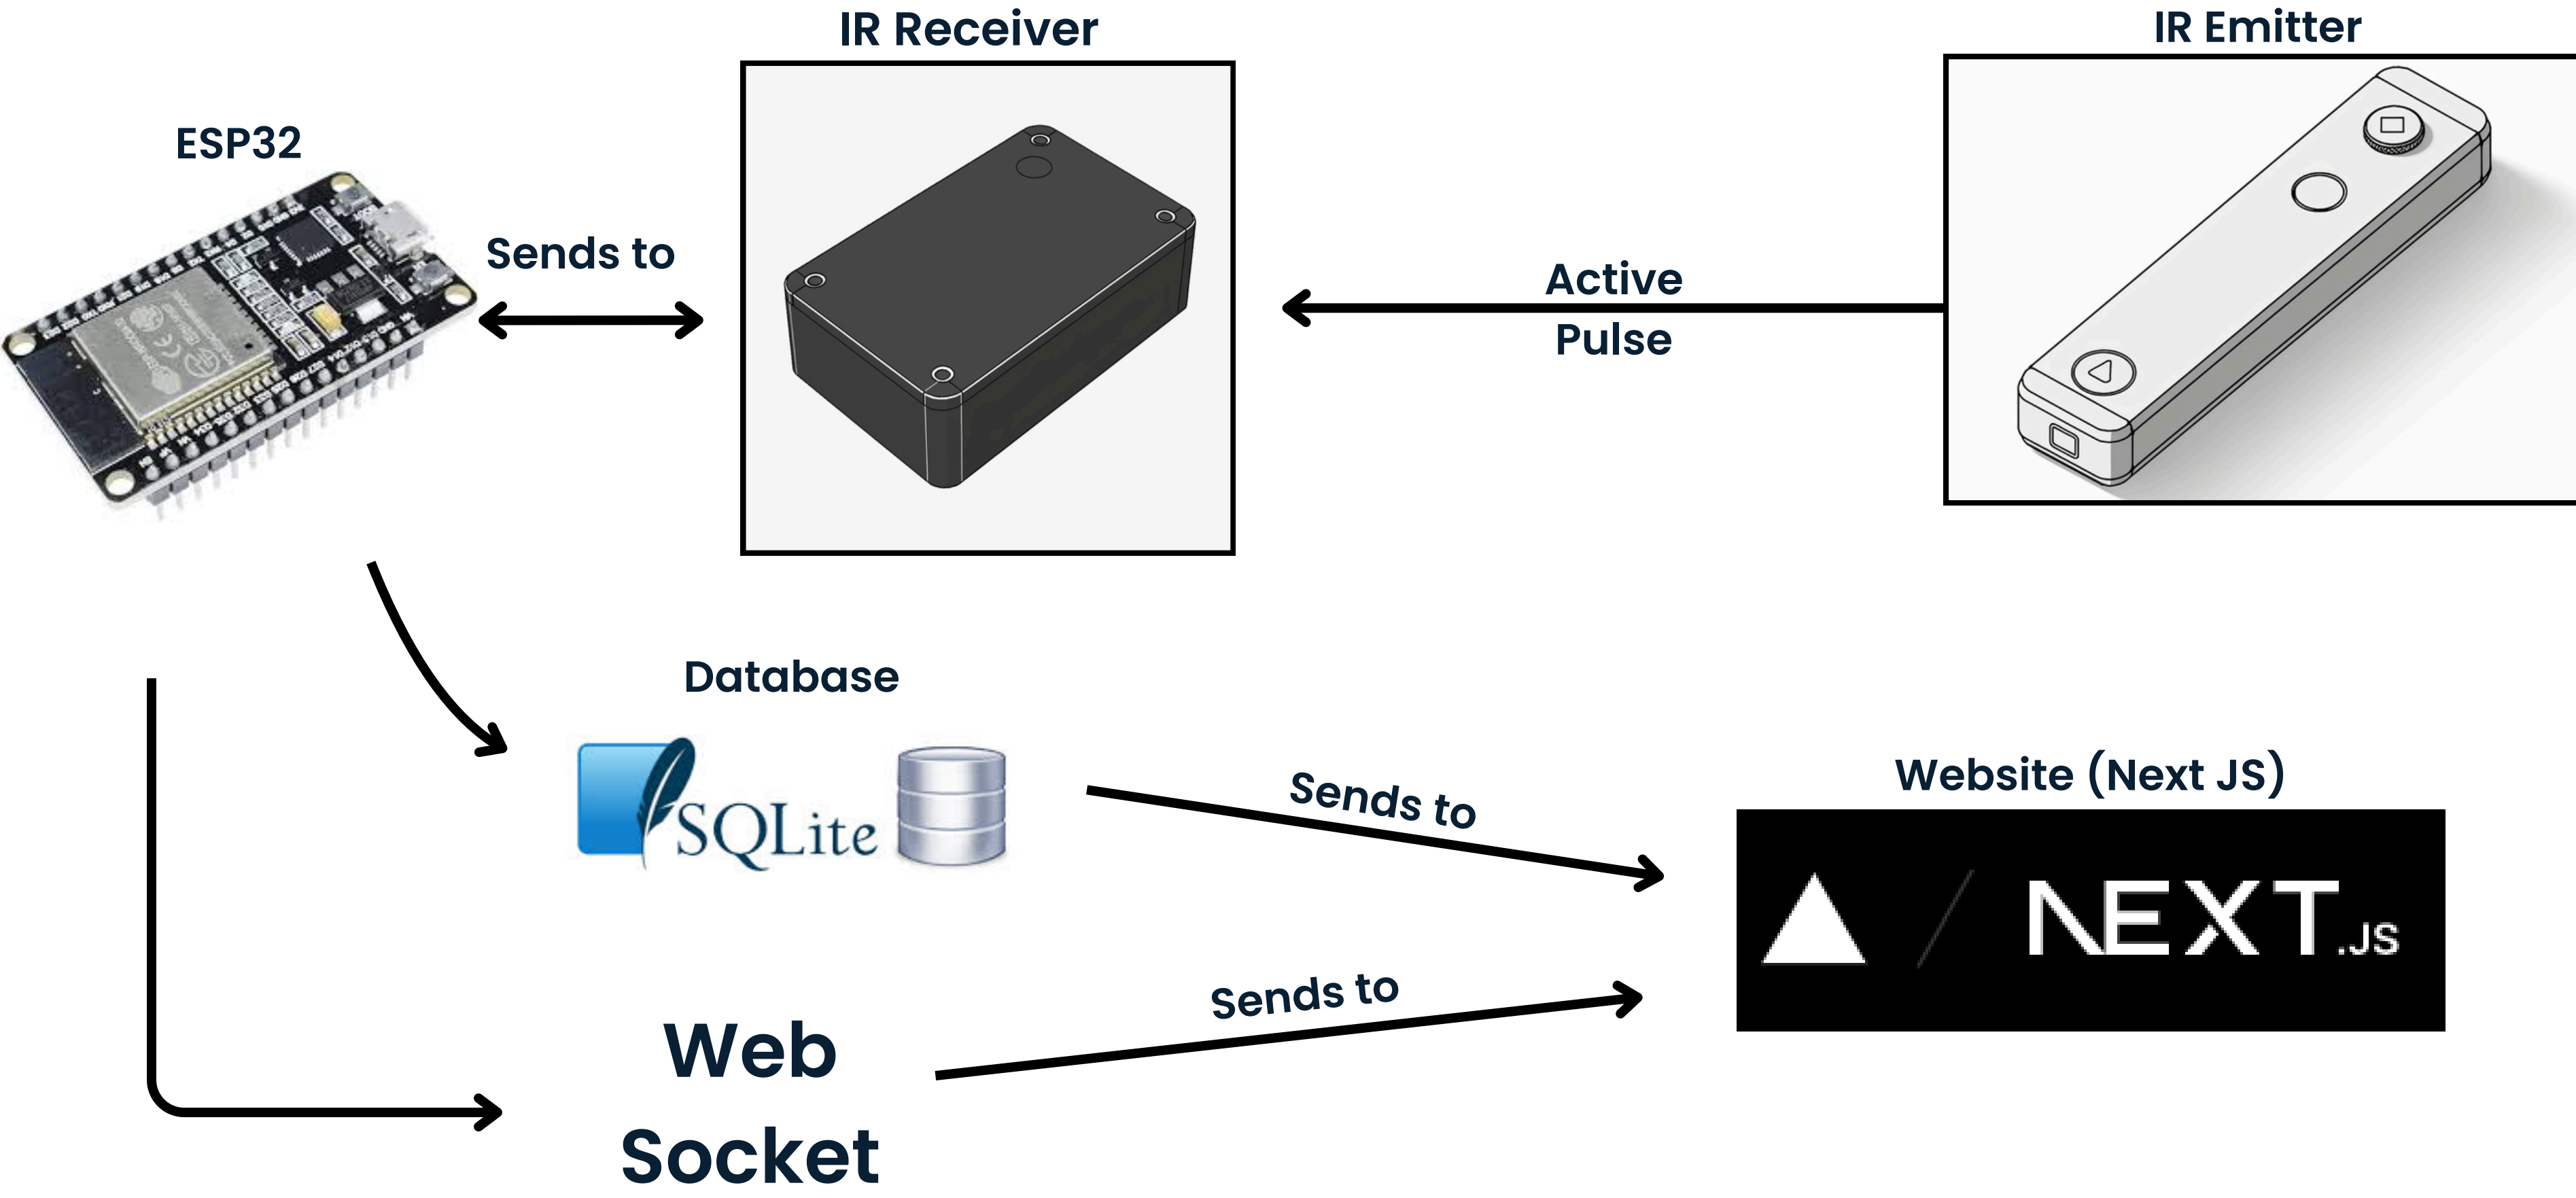 IR Receiver
IR Emitter
ESP32
Sends to
Active
Pulse
Database
SQLite
Sends to
Website (Next JS)
NEXT.JS
Sends to
Web
Socket